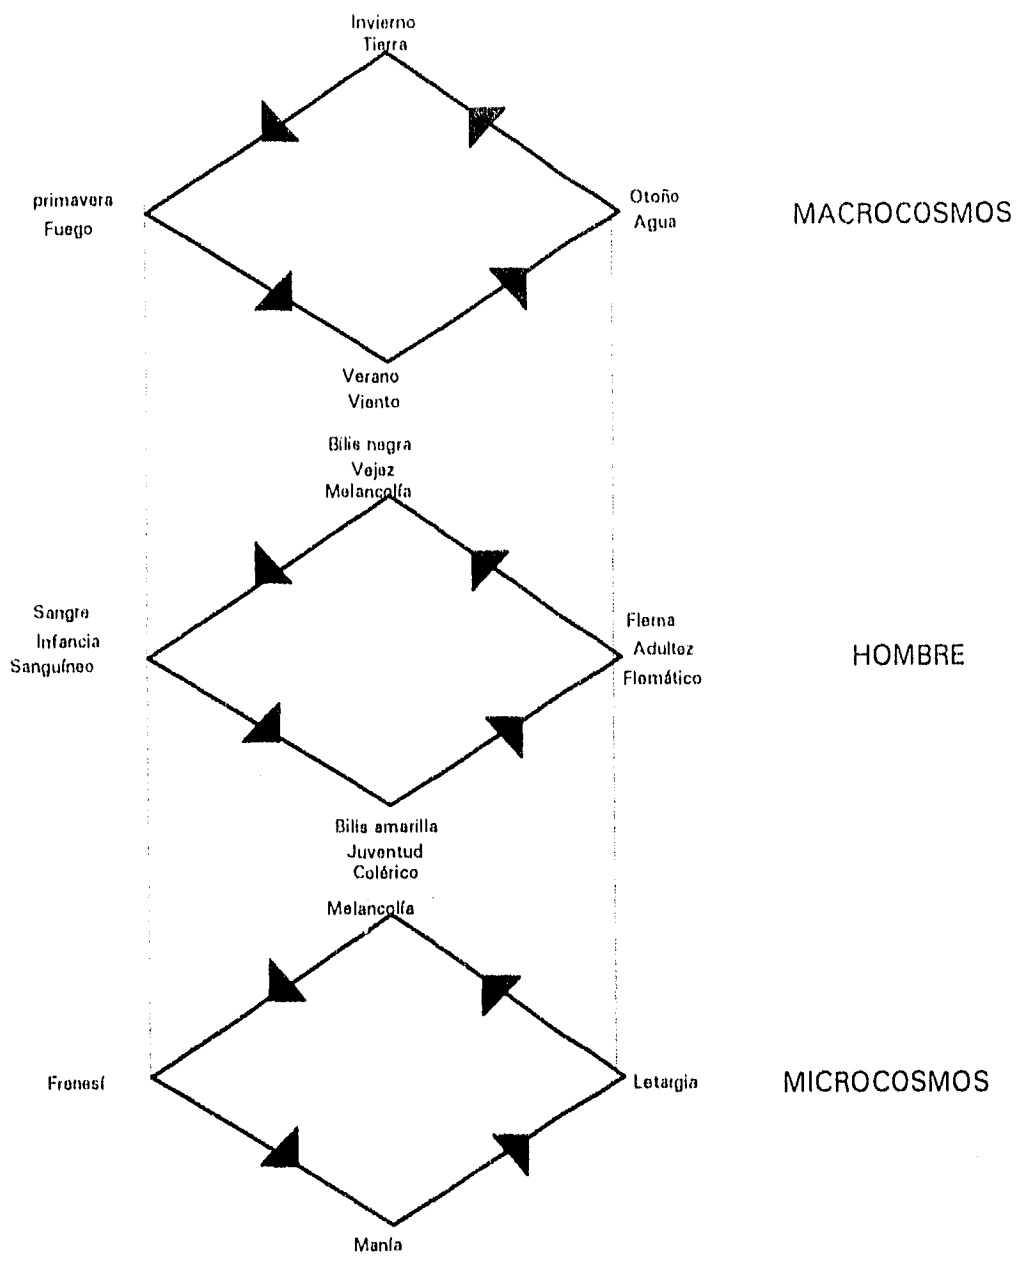 Invierno
Tierra
primavera
Fuego
Otoño
Agua
MACROCOSMOS
Verano
Viento
Bilis negra
Vejez
Melancolía
Sangre
Infancia
Sanguíneo
Flema
Adultez
Flemático
HOMBRE
Bilis amarilla
Juventud
Colérico
Melancolía
Frenesí
Letargia
MICROCOSMOS
Manía